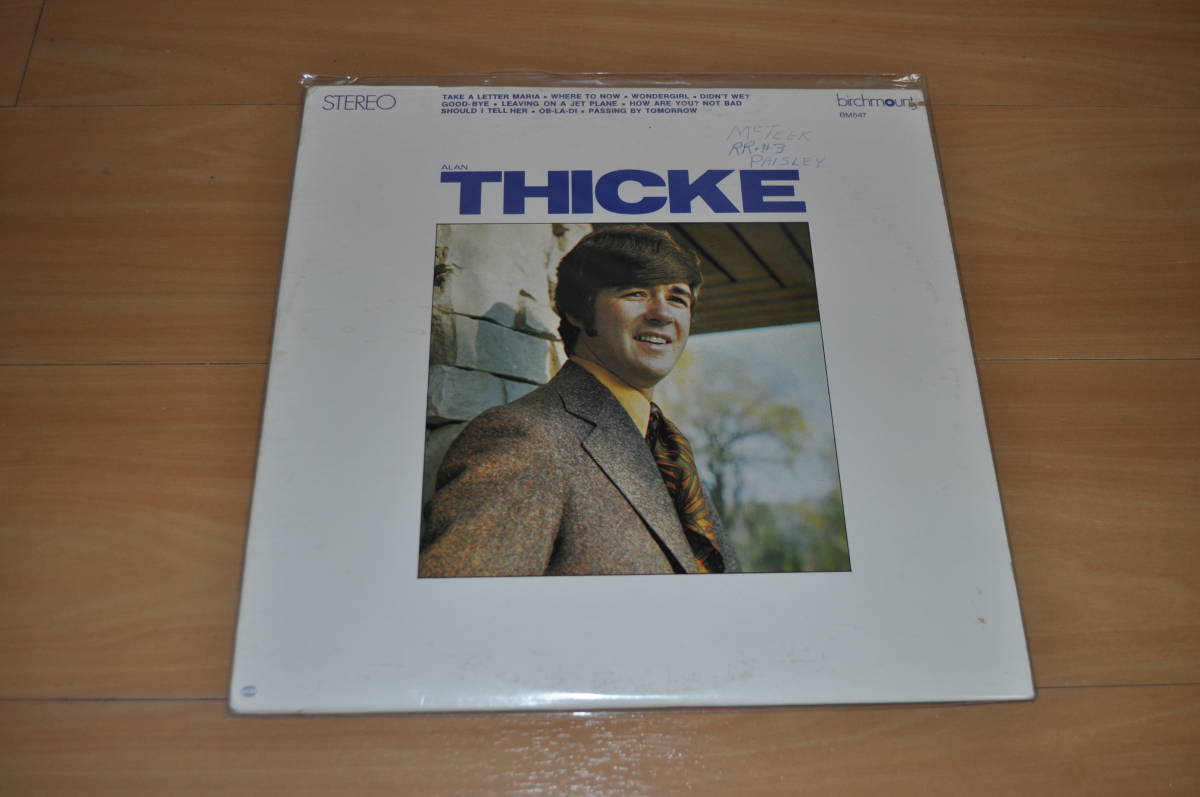 STEREO
TAKE A LETTER MARIA • WHERE TO NOW • WONDERGIRL • DIDN'T WE?
GOOD-BYE • LEAVING ON A JET PLANE • HOW ARE YOU? NOT BAD
SHOULD I TELL HER • OB-LA-DI • PASSING BY TOMORROW
birchmount
BM547
McTEEK
RR.#3
PAISLEY
ALAN
THICKE